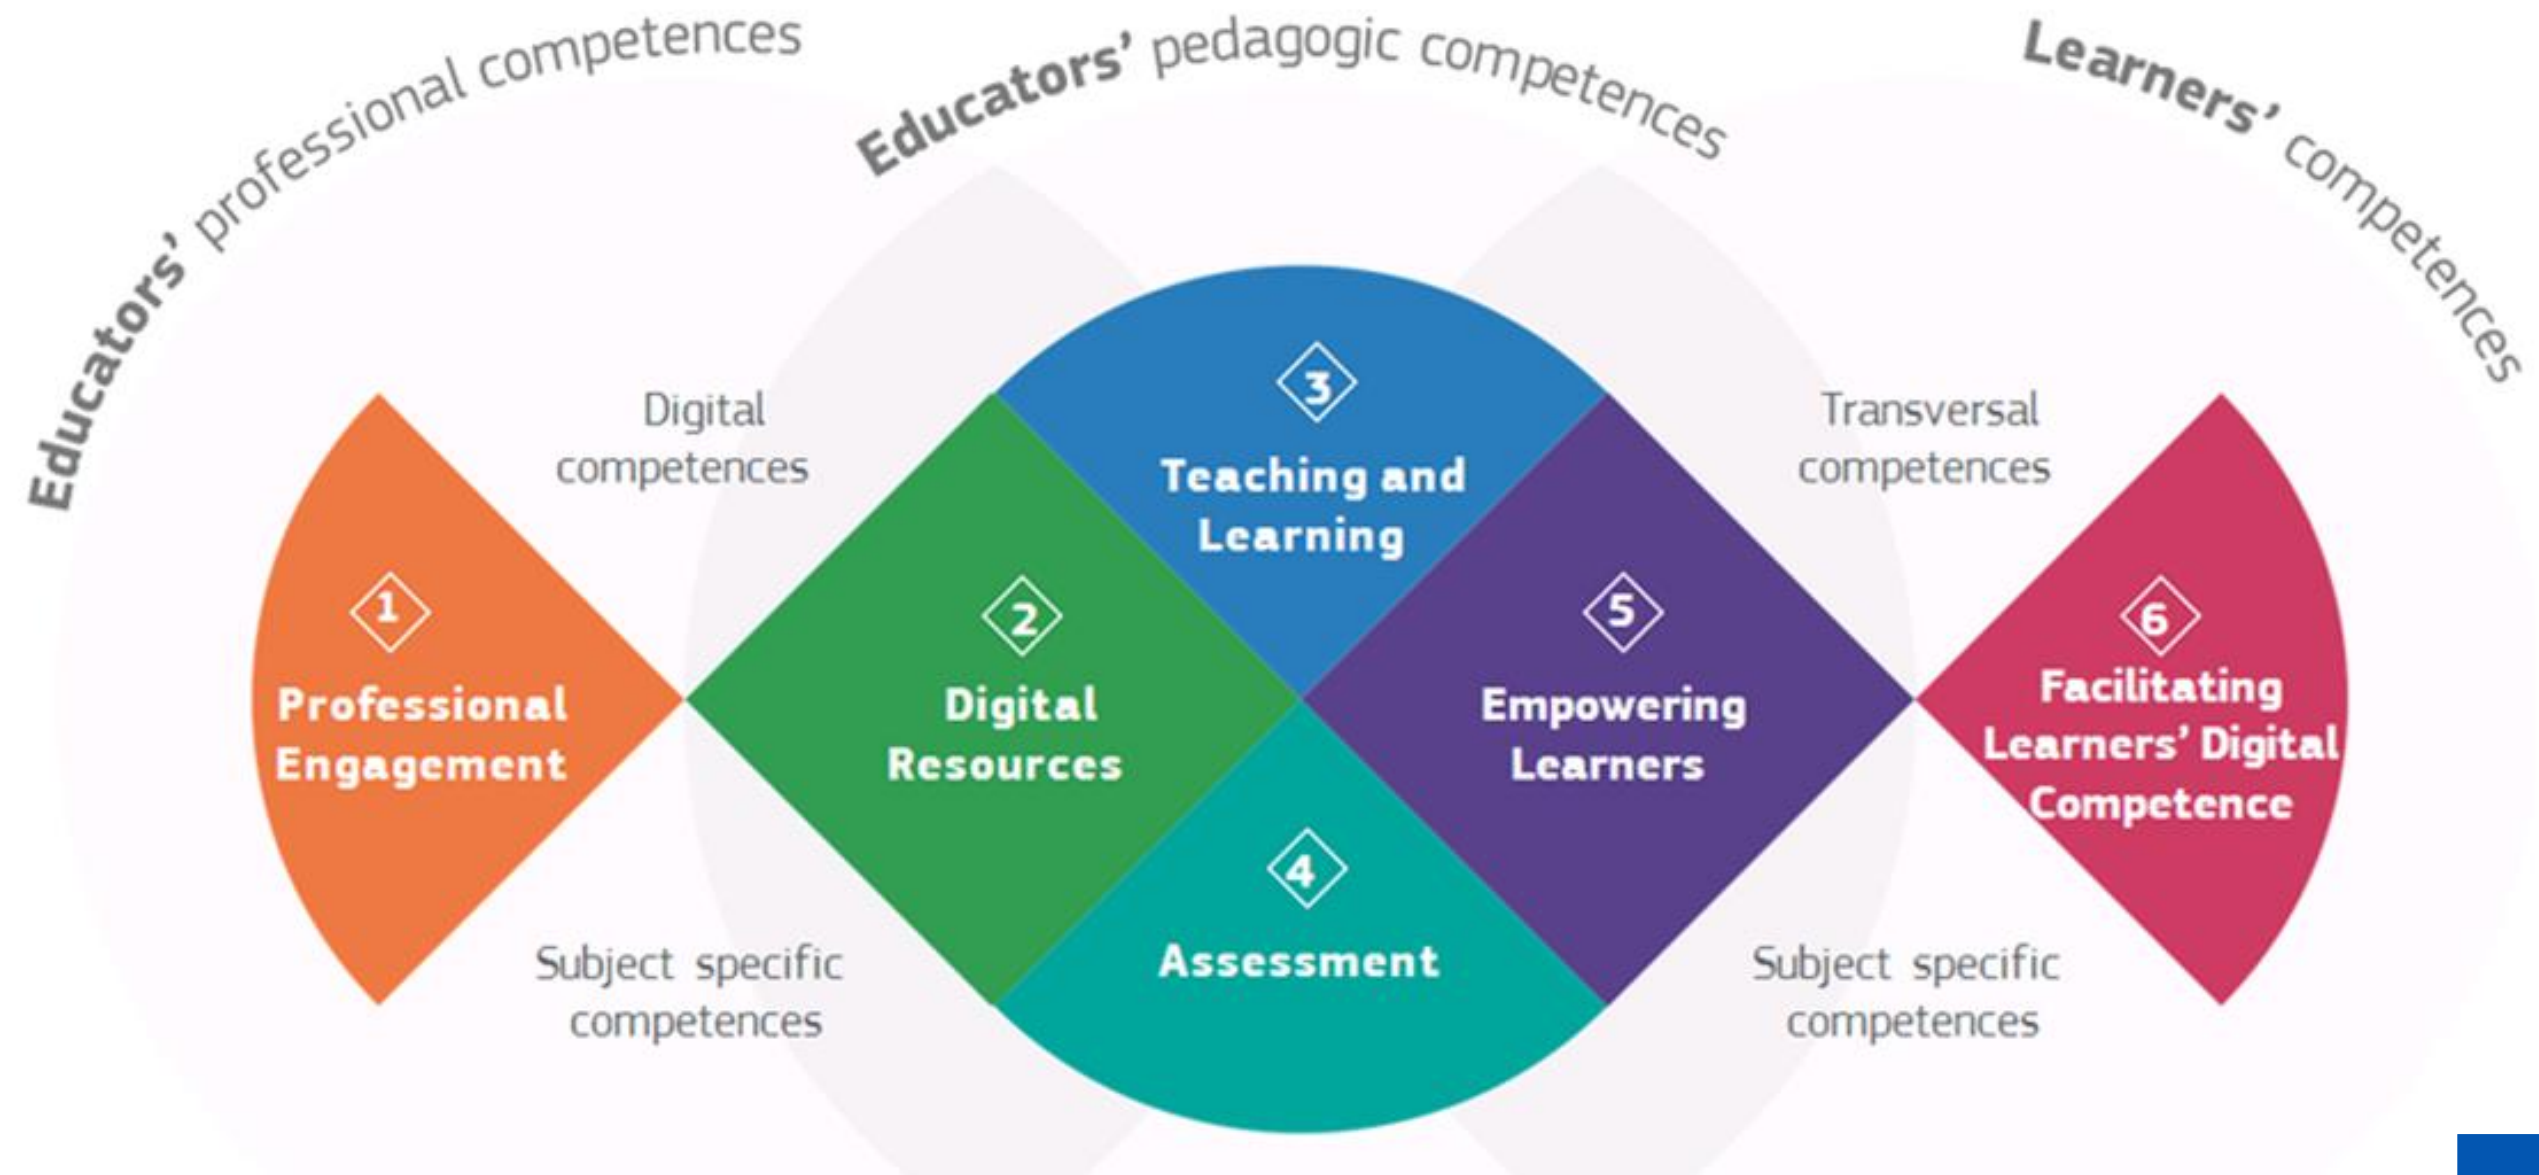 Educators’ professional competences
Educators’ pedagogic competences
Learners’ competences
Digital
competences
Transversal
competences
1
Professional
Engagement
2
Digital
Resources
3
Teaching and
Learning
4
Assessment
5
Empowering
Learners
6
Facilitating
Learners’ Digital
Competence
Subject specific
competences
Subject specific
competences